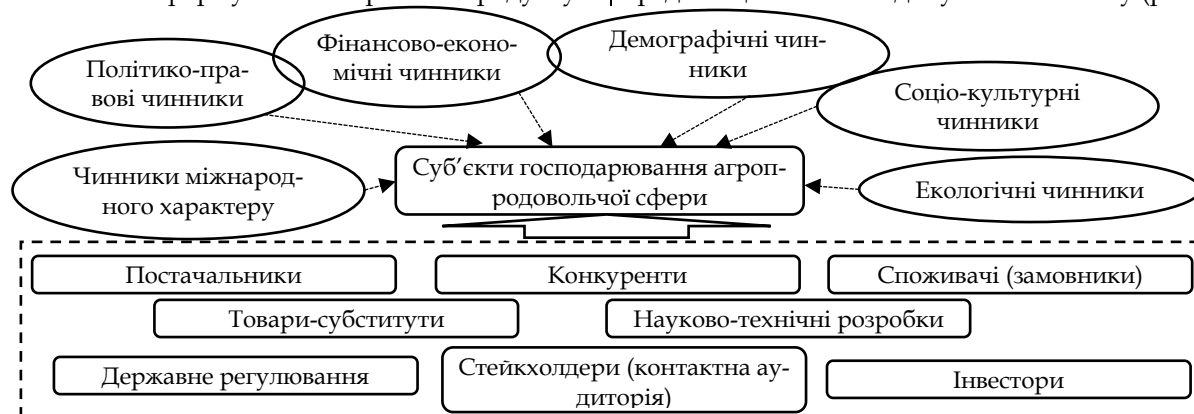 Фінансово-еконо-
мічні чинники
Демографічні чин-
ники
Політико-пра-
вові чинники
Соціо-культурні
чинники
Чинники міжнарод-
ного характеру
Суб’єкти господарювання агроп-
родовольчої сфери
Екологічні чинники
Постачальники
Конкуренти
Споживачі (замовники)
Товари-субститути
Науково-технічні розробки
Державне регулювання
Стейкхолдери (контактна ау-
диторія)
Інвестори